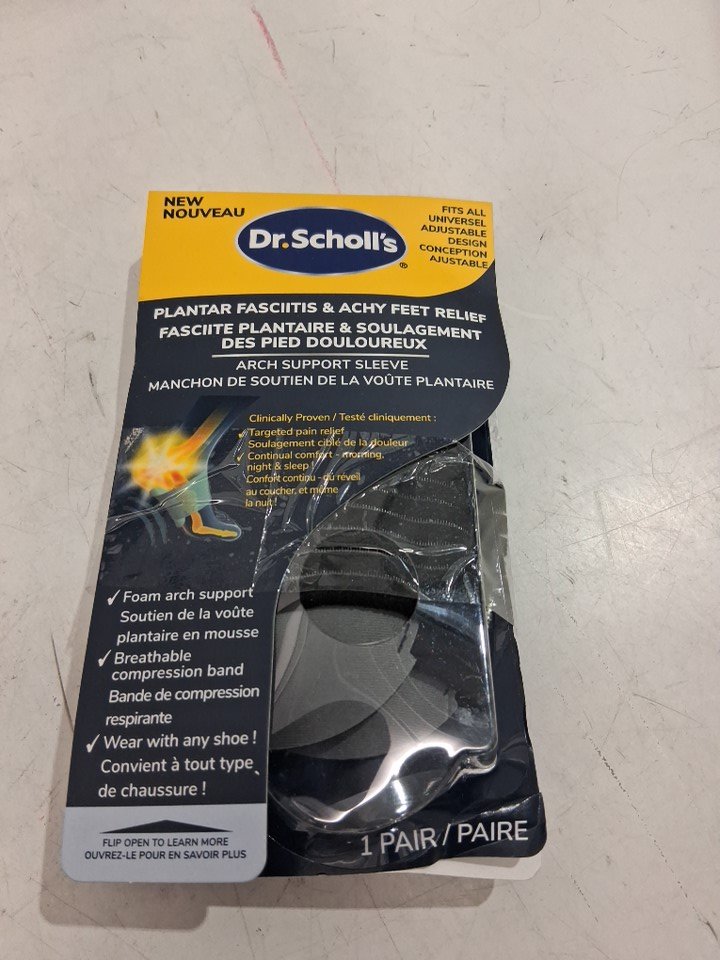 NEW
NOUVEAU
Dr.Scholl's
®
FITS ALL
UNIVERSEL
ADJUSTABLE
DESIGN
CONCEPTION
AJUSTABLE
PLANTAR FASCIITIS & ACHY FEET RELIEF
FASCIITE PLANTAIRE & SOULAGEMENT
DES PIED DOULOUREUX
ARCH SUPPORT SLEEVE
MANCHON DE SOUTIEN DE LA VOÛTE PLANTAIRE
Clinically Proven / Testé cliniquement :
✓ Targeted pain relief
Soulagement ciblé de la douleur
✓ Continual comfort - morning,
night & sleep !
Confort continu - du réveil
au coucher, et même
la nuit !
✓ Foam arch support
Soutien de la voûte
plantaire en mousse
✓ Breathable
compression band
Bande de compression
respirante
✓ Wear with any shoe !
Convient à tout type
de chaussure !
FLIP OPEN TO LEARN MORE
OUVREZ-LE POUR EN SAVOIR PLUS
1 PAIR / PAIRE